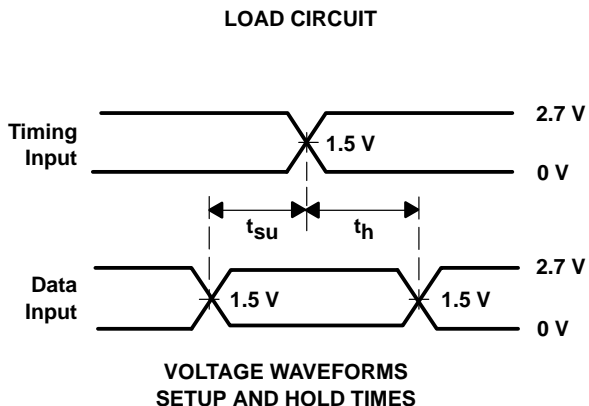 LOAD CIRCUIT
2.7 V
Timing
Input
1.5 V
0 V
tsu
th
2.7 V
Data
Input
1.5 V
1.5 V
0 V
VOLTAGE WAVEFORMS
SETUP AND HOLD TIMES